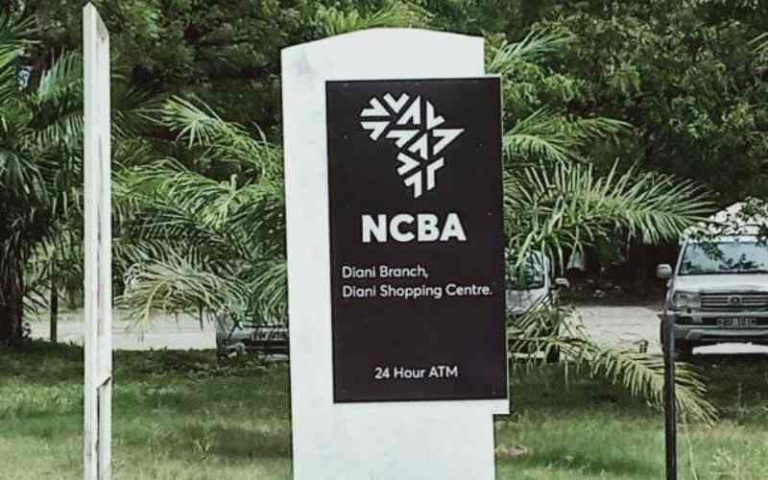 NCBA
Diani Branch,
Diani Shopping Centre.
24 Hour ATM